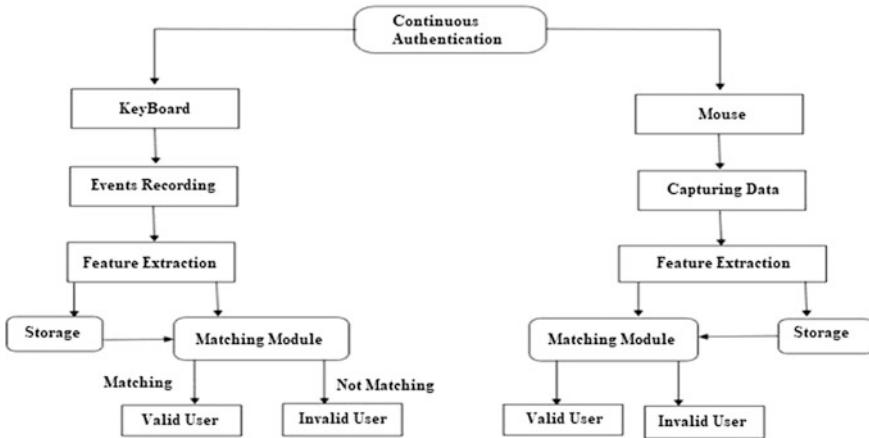 Continuous
Authentication
KeyBoard
Mouse
Events Recording
Capturing Data
Feature Extraction
Feature Extraction
Storage
Matching Module
Matching Module
Storage
Matching
Not Matching
Valid User
Invalid User
Valid User
Invalid User